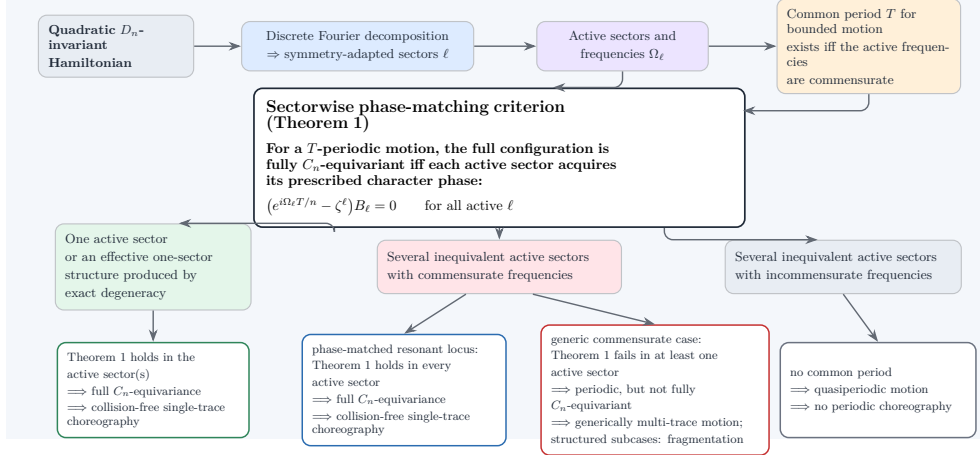 Quadratic Dₙ-
invariant
Hamiltonian
Discrete Fourier decomposition
⇒ symmetry-adapted sectors ℓ
Active sectors and
frequencies Ω_ℓ
Common period T for
bounded motion
exists iff the active frequen-
cies
are commensurate
Sectorwise phase-matching criterion
(Theorem 1)
For a T-periodic motion, the full configuration is
fully Cₙ-equivariant iff each active sector acquires
its prescribed character phase:
(e^{iΩ_ℓ T/n} − ζ^ℓ)B_ℓ = 0 for all active ℓ
One active sector
or an effective one-sector
structure produced by
exact degeneracy
Several inequivalent active sectors
with commensurate frequencies
Several inequivalent active sectors
with incommensurate frequencies
Theorem 1 holds in the
active sector(s)
⟹ full Cₙ-equivariance
⟹ collision-free single-trace
choreography
phase-matched resonant locus:
Theorem 1 holds in every
active sector
⟹ full Cₙ-equivariance
⟹ collision-free single-trace
choreography
generic commensurate case:
Theorem 1 fails in at least one
active sector
⟹ periodic, but not fully
Cₙ-equivariant
⟹ generically multi-trace motion;
structured subcases: fragmentation
no common period
⟹ quasiperiodic motion
⟹ no periodic choreography